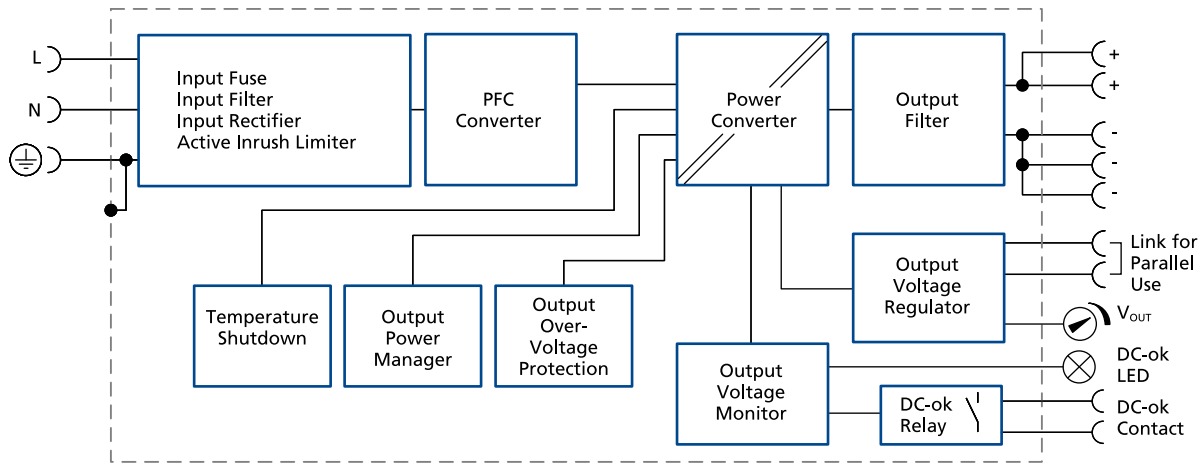 L
N
Input Fuse
Input Filter
Input Rectifier
Active Inrush Limiter
PFC
Converter
Power
Converter
Output
Filter
+
+
-
-
-
Temperature
Shutdown
Output
Power
Manager
Output
Over-
Voltage
Protection
Output
Voltage
Regulator
Link for
Parallel
Use
VOUT
Output
Voltage
Monitor
DC-ok
LED
DC-ok
Relay
DC-ok
Contact